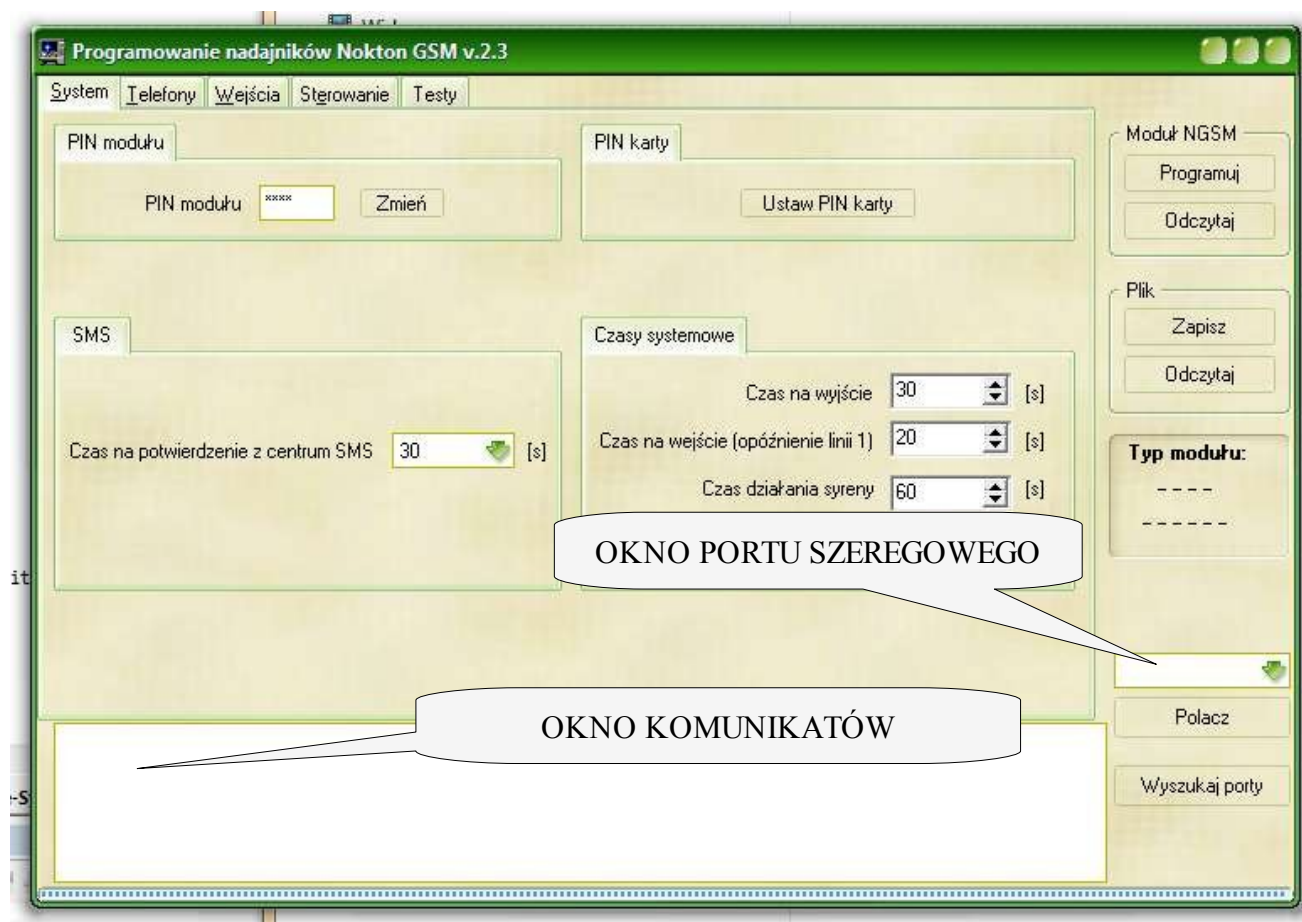 Programowanie nadajników Nokton GSM v.2.3
System Telefony Wejścia Sterowanie Testy
PIN modułu
PIN modułu **** Zmień
PIN karty
Ustaw PIN karty
SMS
Czas na potwierdzenie z centrum SMS 30 [s]
Czasy systemowe
Czas na wyjście 30 [s]
Czas na wejście (opóźnienie linii 1) 20 [s]
Czas działania syreny 60 [s]
Moduł NGSM
Programuj
Odczytaj
Plik
Zapisz
Odczytaj
Typ modułu:
----
------
OKNO PORTU SZEREGOWEGO
OKNO KOMUNIKATÓW
Polacz
Wyszukaj porty
it